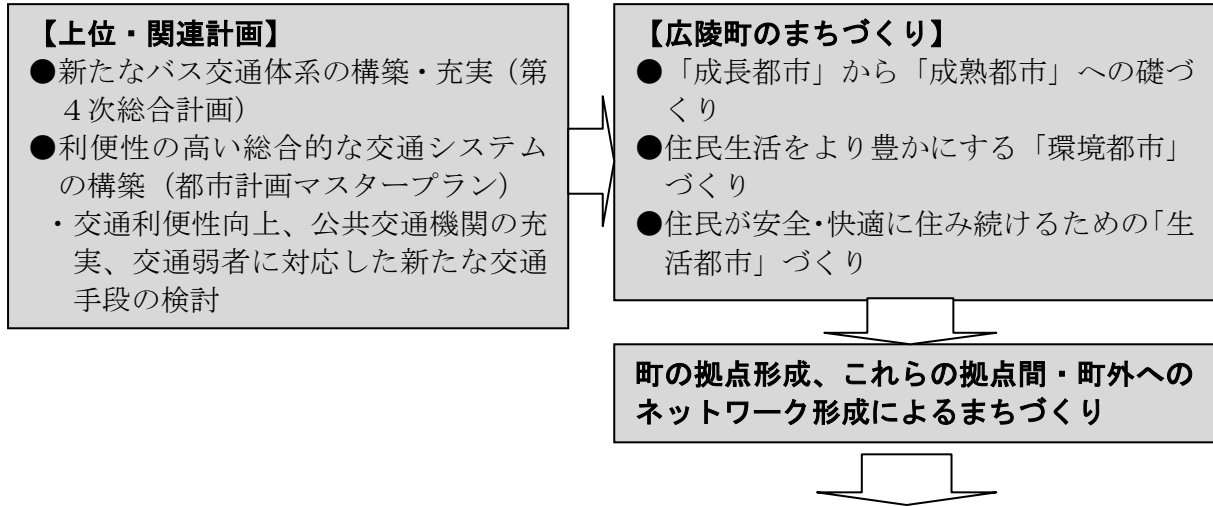 【上位・関連計画】
●新たなバス交通体系の構築・充実（第
４次総合計画）
●利便性の高い総合的な交通システム
の構築（都市計画マスタープラン）
・交通利便性向上、公共交通機関の充
実、交通弱者に対応した新たな交通
手段の検討
【広陵町のまちづくり】
●「成長都市」から「成熟都市」への礎づ
くり
●住民生活をより豊かにする「環境都市」
づくり
●住民が安全・快適に住み続けるための「生
活都市」づくり
町の拠点形成、これらの拠点間・町外への
ネットワーク形成によるまちづくり